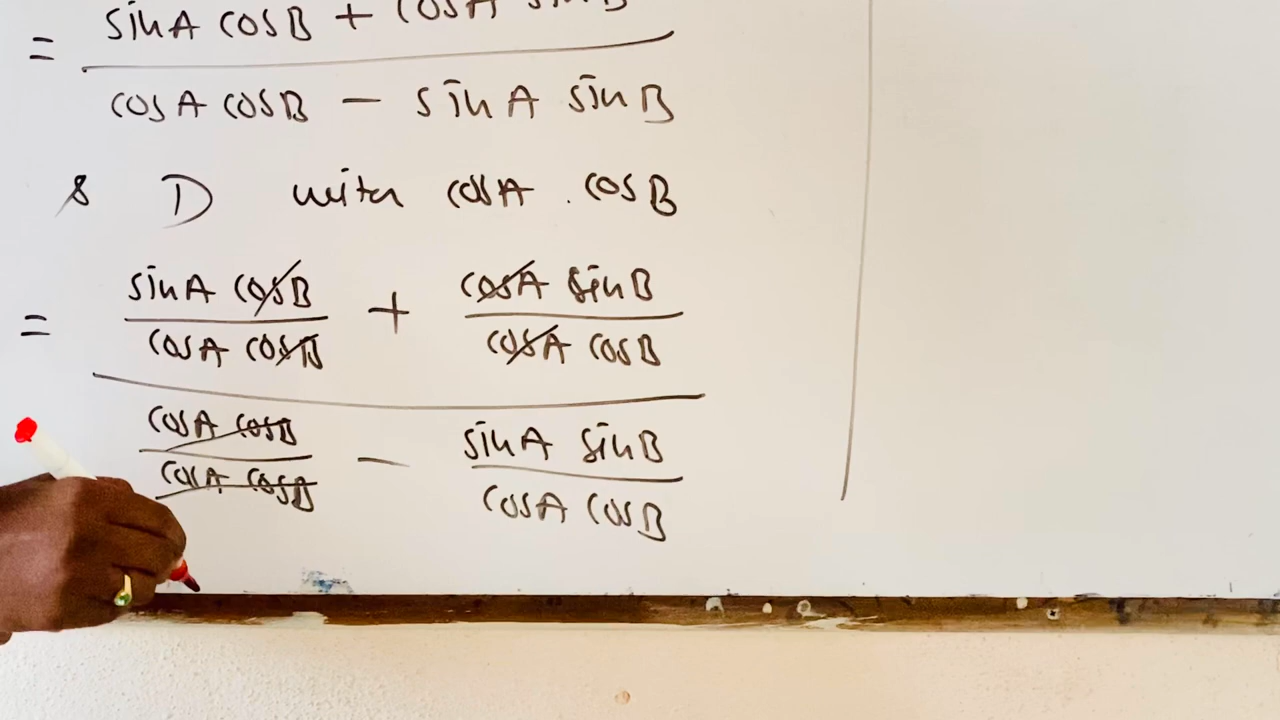 = sinA cosB + cosA sinB
cosA cosB − sinA sinB
& D with cosA . cosB
= sinA cosB + cosA sinB
cosA cosB cosA cosB
cosA cosB − sinA sinB
cosA cosB cosA cosB